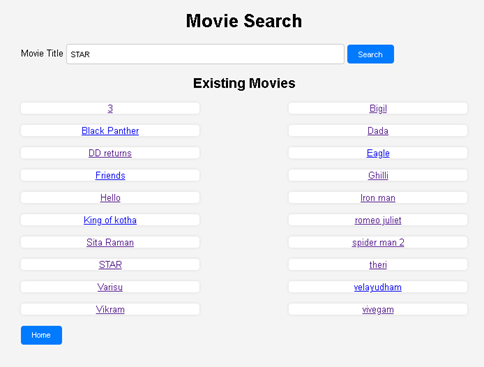 Movie Search
Movie Title STAR Search
Existing Movies
3 Bigil
Black Panther Dada
DD returns Eagle
Friends Ghilli
Hello Iron man
King of kotha romeo juliet
Sita Raman spider man 2
STAR theri
Varisu velayudham
Vikram vivegam
Home